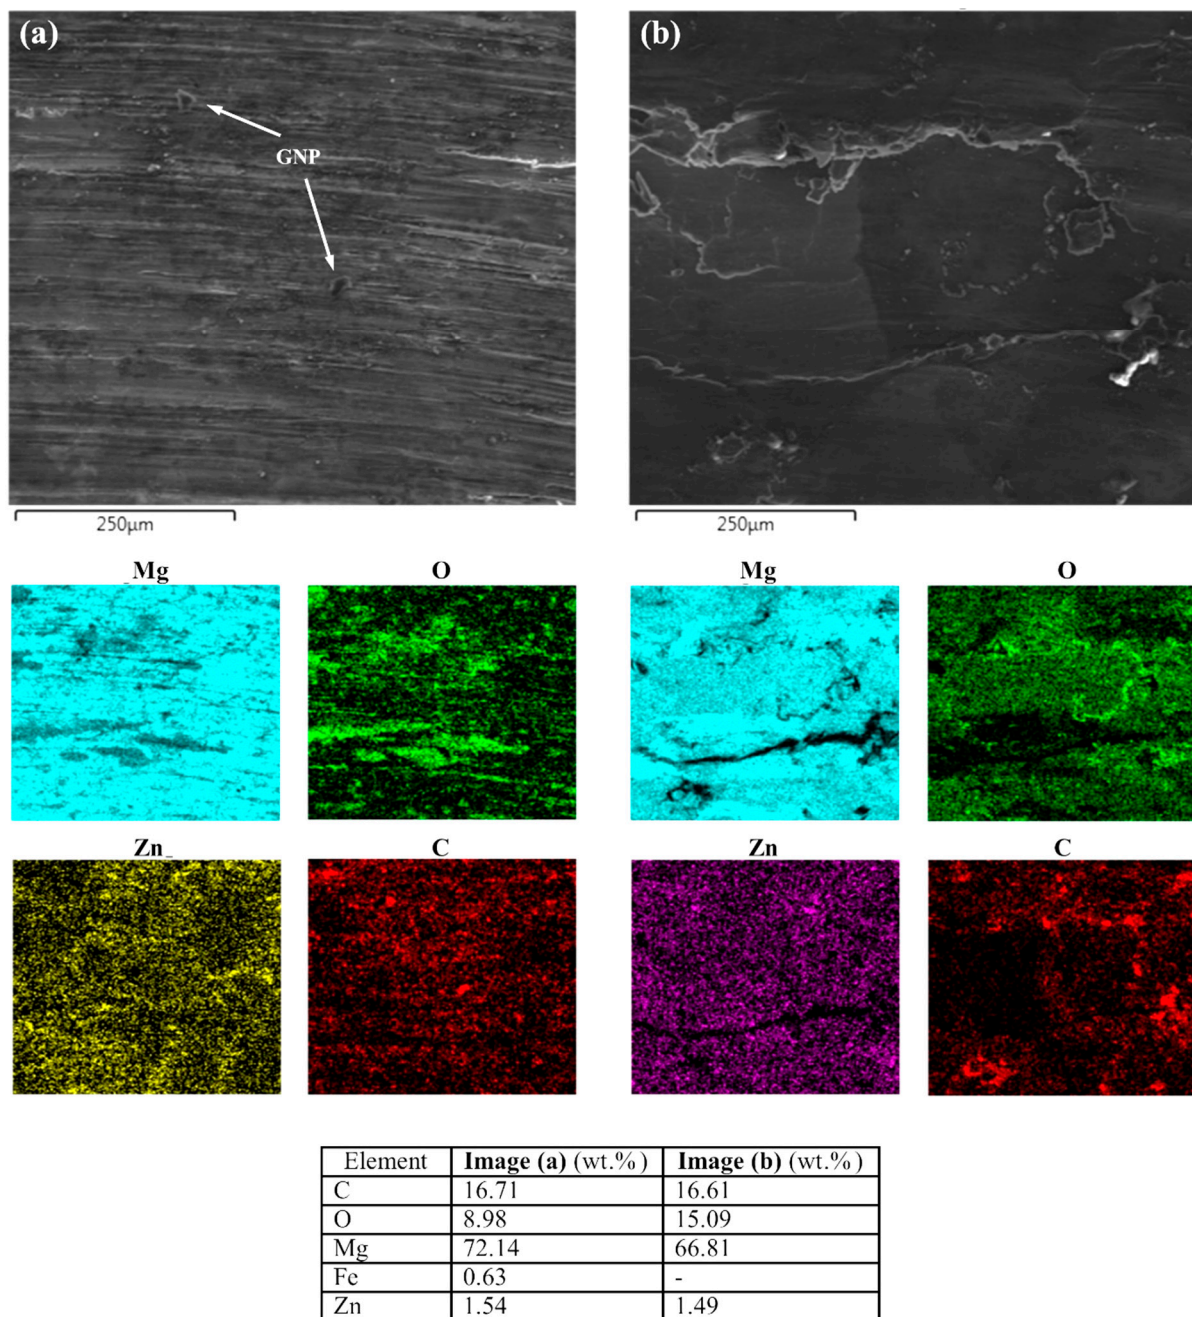 (a)
(b)
GNP
250µm
250µm
Mg
O
Mg
O
Zn
C
Zn
C
Element Image (a) (wt.%) Image (b) (wt.%)
C 16.71 16.61
O 8.98 15.09
Mg 72.14 66.81
Fe 0.63 -
Zn 1.54 1.49